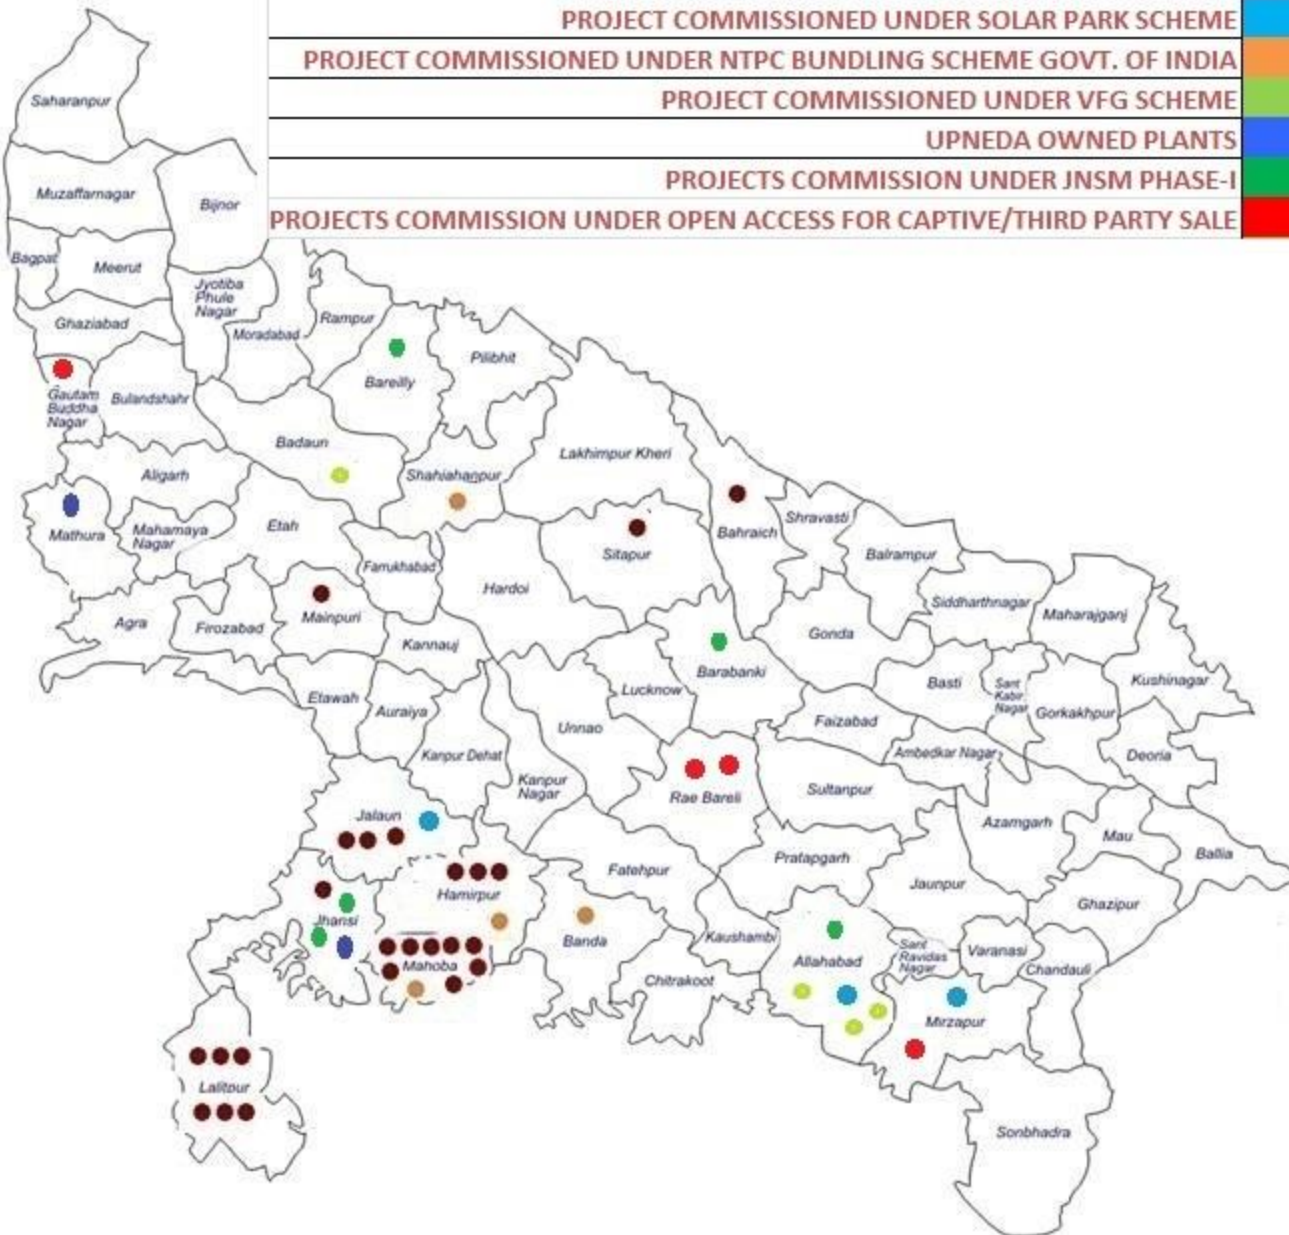 PROJECT COMMISSIONED UNDER SOLAR PARK SCHEME
PROJECT COMMISSIONED UNDER NTPC BUNDLING SCHEME GOVT. OF INDIA
PROJECT COMMISSIONED UNDER VFG SCHEME
UPNEDA OWNED PLANTS
PROJECTS COMMISSION UNDER JNSM PHASE-I
PROJECTS COMMISSION UNDER OPEN ACCESS FOR CAPTIVE/THIRD PARTY SALE
Saharanpur
Muzaffarnagar
Bijnor
Bagpat
Meerut
Jyotiba
Phule
Nagar
Ghaziabad
Moradabad
Rampur
Pilibhit
Bareilly
Gautam
Buddha
Nagar
Bulandshahr
Badaun
Lakhimpur Kheri
Aligarh
Shahjahanpur
Mathura
Mahamaya
Nagar
Etah
Shravasti
Bahraich
Sitapur
Balrampur
Farrukhabad
Hardoi
Siddharthnagar
Maharajganj
Agra
Firozabad
Mainpuri
Kannauj
Gonda
Barabanki
Lucknow
Basti
Sant
Kabir
Nagar
Kushinagar
Etawah
Auraiya
Gorkakhpur
Faizabad
Unnao
Kanpur Dehat
Ambedkar Nagar
Deoria
Kanpur
Nagar
Rae Bareli
Sultanpur
Jalaun
Azamgarh
Mau
Ballia
Pratapgarh
Fatehpur
Jaunpur
Hamirpur
Ghazipur
Jhansi
Banda
Kaushambi
Sant
Ravidas
Nagar
Varanasi
Mahoba
Allahabad
Chandauli
Chitrakoot
Mirzapur
Lalitpur
Sonbhadra